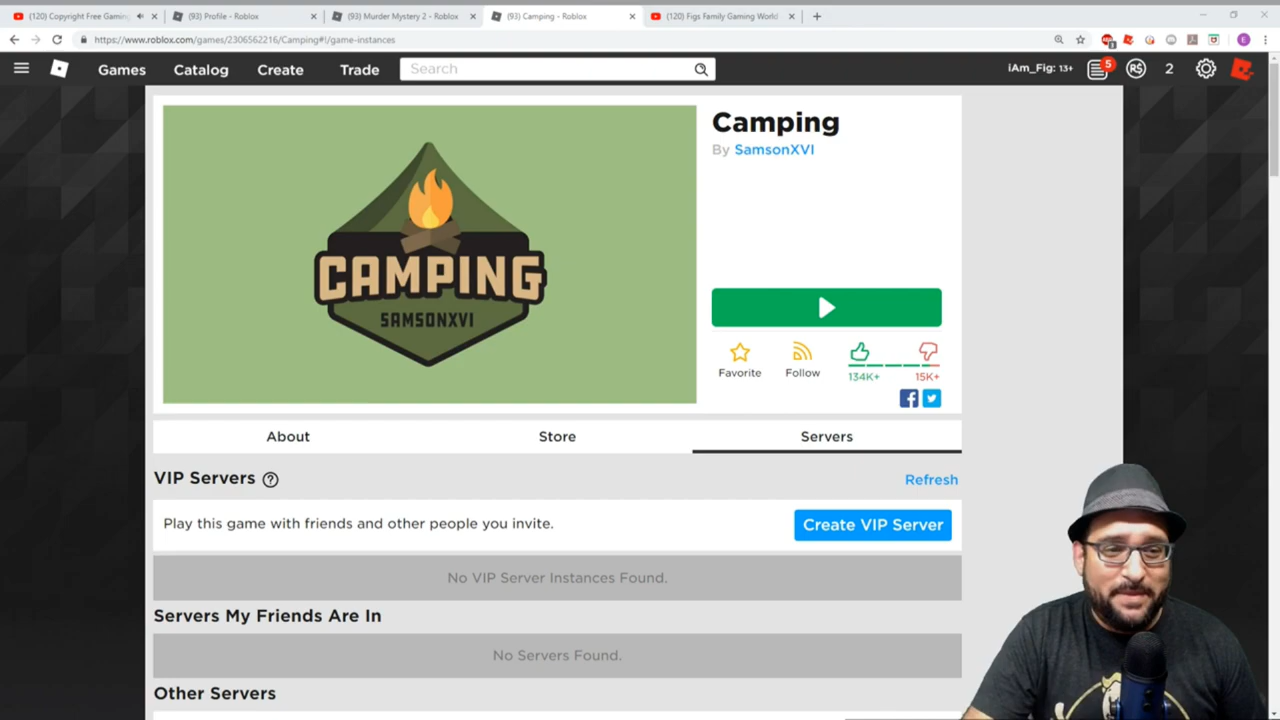 (120) Copyright Free Gaming
(93) Profile - Roblox
(93) Murder Mystery 2 - Roblox
(93) Camping - Roblox
(120) Figs Family Gaming World
https://www.roblox.com/games/2306562216/Camping#!/game-instances
E
Games
Catalog
Create
Trade
Search
iAm_Fig: 13+
5
R$
2
CAMPING
SAMSONXVI
Camping
By SamsonXVI
Favorite
Follow
134K+
15K+
About
Store
Servers
VIP Servers ?
Refresh
Play this game with friends and other people you invite.
Create VIP Server
No VIP Server Instances Found.
Servers My Friends Are In
No Servers Found.
Other Servers